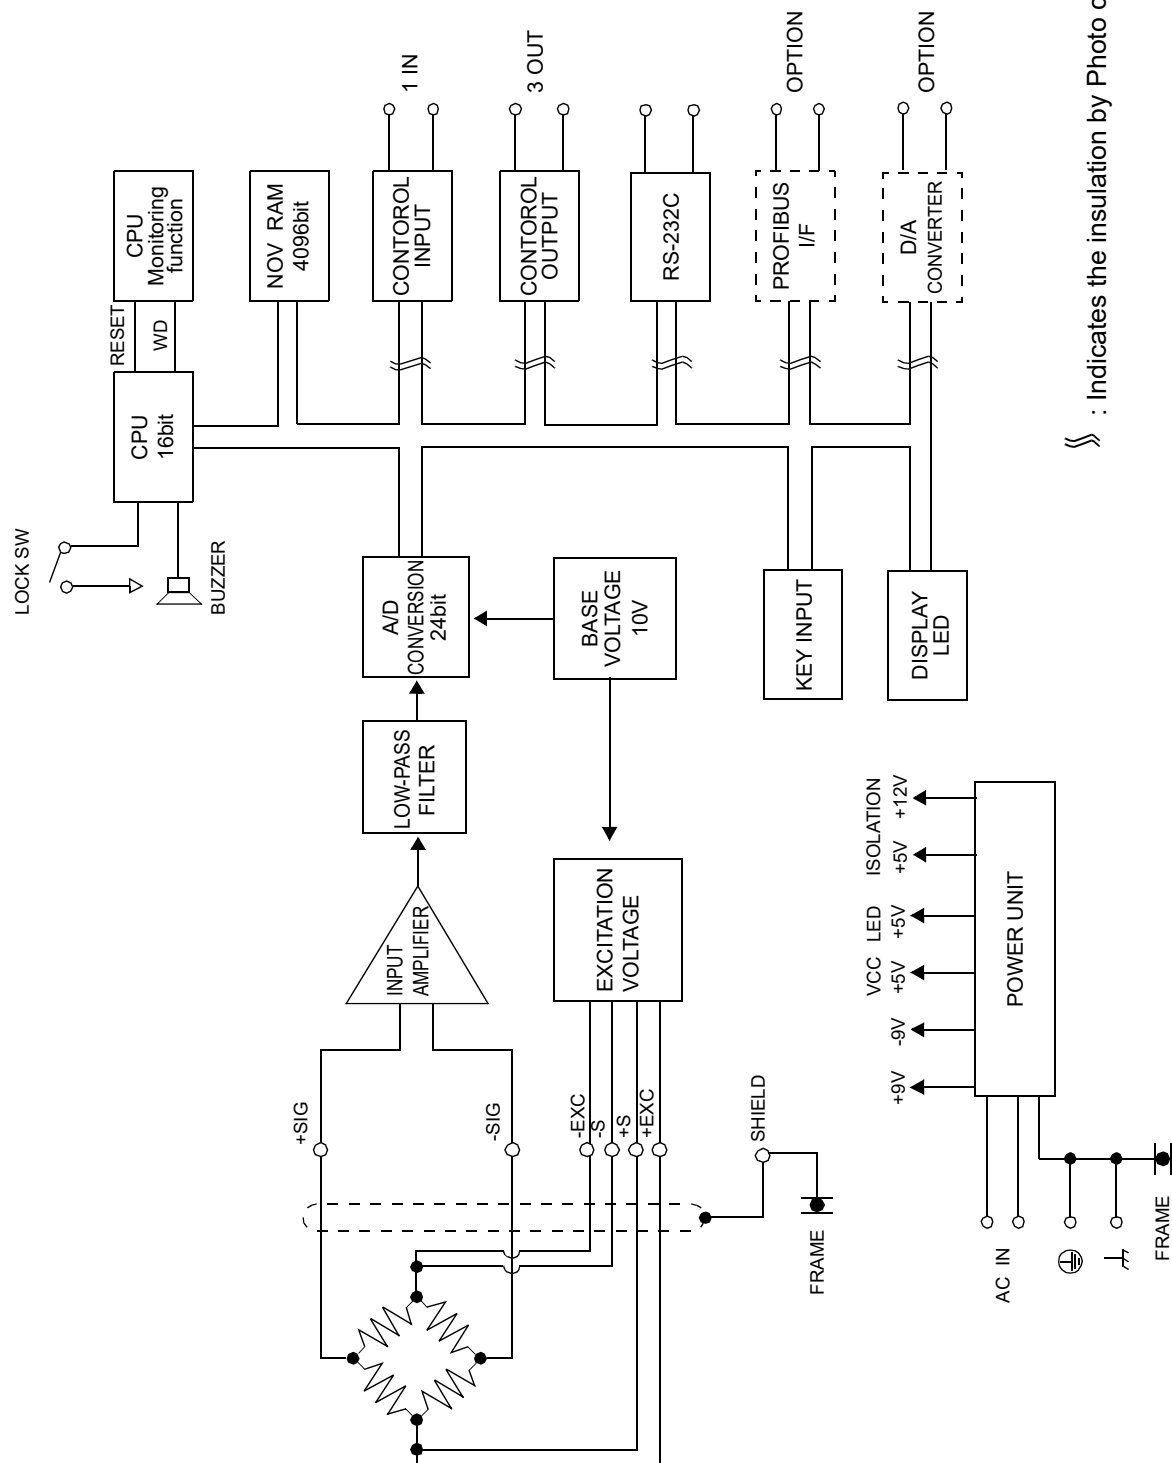 LOCK SW
BUZZER
CPU
16bit
RESET
WD
CPU
Monitoring
function
NOV RAM
4096bit
CONTOROL
INPUT
1 IN
CONTOROL
OUTPUT
3 OUT
RS-232C
PROFIBUS
I/F
OPTION
D/A
CONVERTER
OPTION
+SIG
-SIG
INPUT
AMPLIFIER
LOW-PASS
FILTER
A/D
CONVERSION
24bit
BASE
VOLTAGE
10V
-EXC
-S
+S
+EXC
EXCITATION
VOLTAGE
SHIELD
FRAME
KEY INPUT
DISPLAY
LED
VCC LED ISOLATION
+9V -9V +5V +5V +5V +12V
POWER UNIT
AC IN
FRAME
: Indicates the insulation by Photo